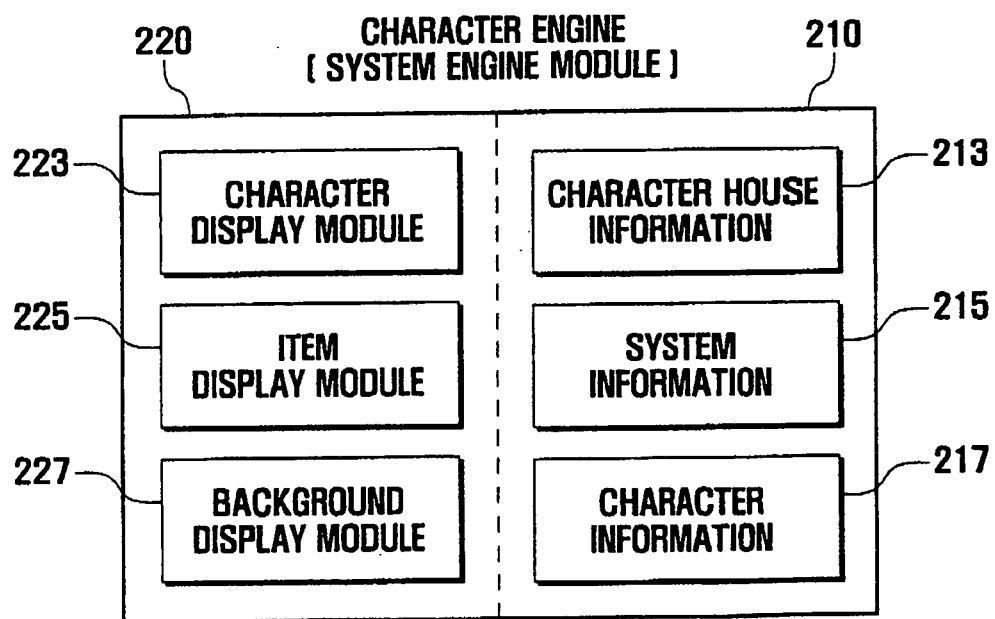 CHARACTER ENGINE
[ SYSTEM ENGINE MODULE ]
220
210
223
CHARACTER
DISPLAY MODULE
213
CHARACTER HOUSE
INFORMATION
225
ITEM
DISPLAY MODULE
215
SYSTEM
INFORMATION
227
BACKGROUND
DISPLAY MODULE
217
CHARACTER
INFORMATION